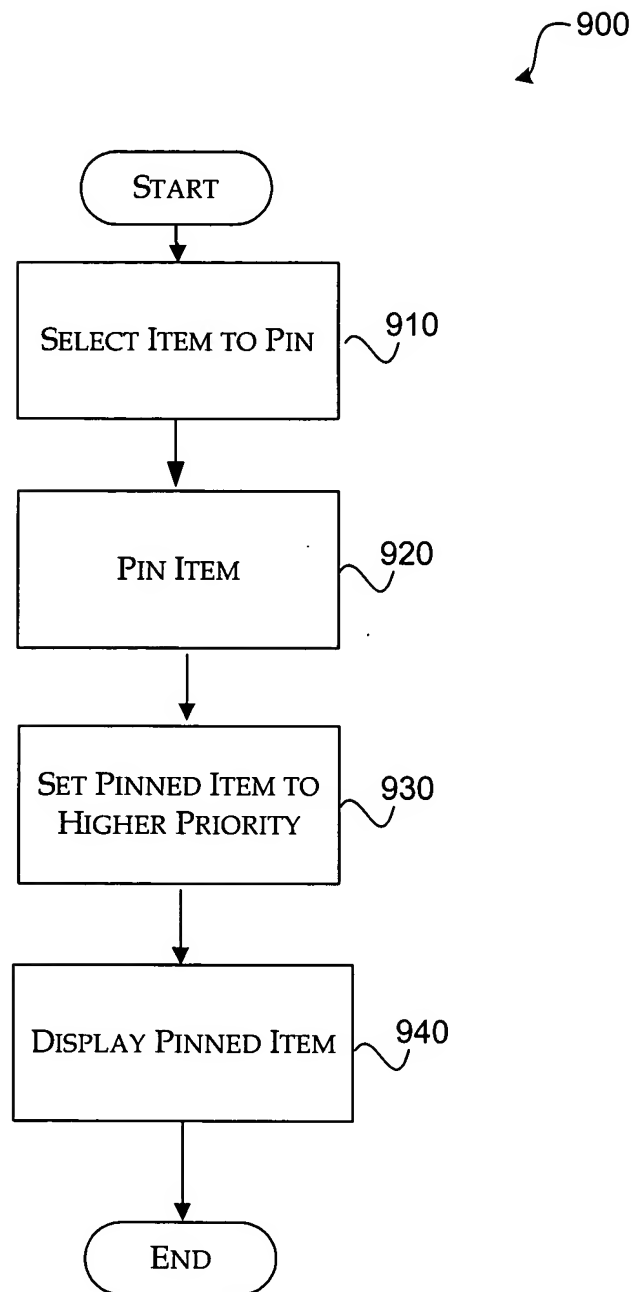 900
START
SELECT ITEM TO PIN
910
PIN ITEM
920
SET PINNED ITEM TO
HIGHER PRIORITY
930
DISPLAY PINNED ITEM
940
END